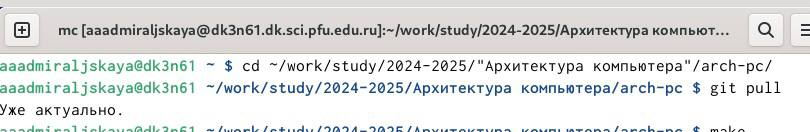 mc [aaadmiraljskaya@dk3n61.dk.sci.pfu.edu.ru]:~/work/study/2024-2025/Архитектура компьют...
aaadmiraljskaya@dk3n61 ~ $ cd ~/work/study/2024-2025/"Архитектура компьютера"/arch-pc/
aaadmiraljskaya@dk3n61 ~/work/study/2024-2025/Архитектура компьютера/arch-pc $ git pull
Уже актуально.
aaadmiraljskaya@dk3n61 ~/work/study/2024-2025/Архитектура компьютера/arch-pc $ make